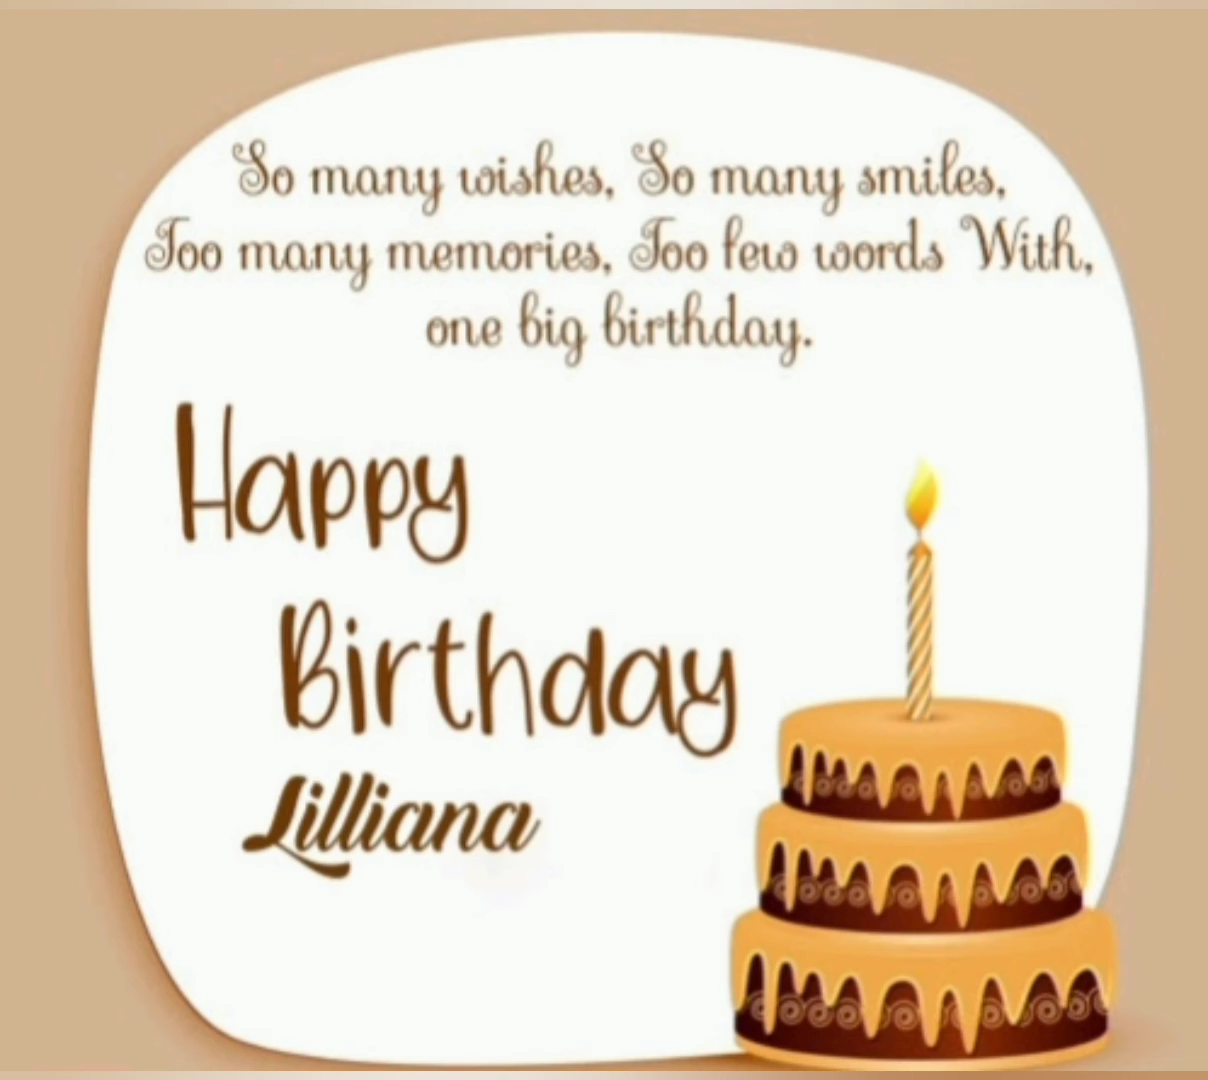 So many wishes, So many smiles,
Too many memories, Too few words With,
one big birthday.
Happy
Birthday
Lilliana